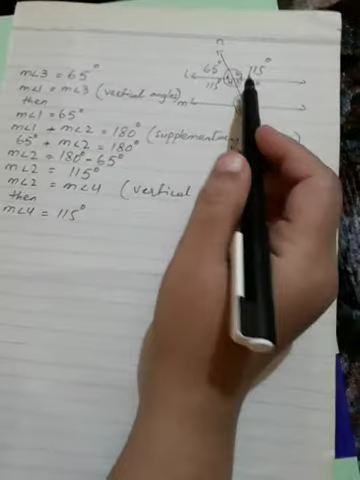 n
65° 115°
l
115
m∠3 = 65°
m∠1 = m∠3 (vertical angles)
m
then
m∠1 = 65°
m∠1 + m∠2 = 180° (supplementary
65° + m∠2 = 180°
m∠2 = 180° - 65°
m∠2 = 115°
m∠2 = m∠4 (vertical
then
m∠4 = 115°